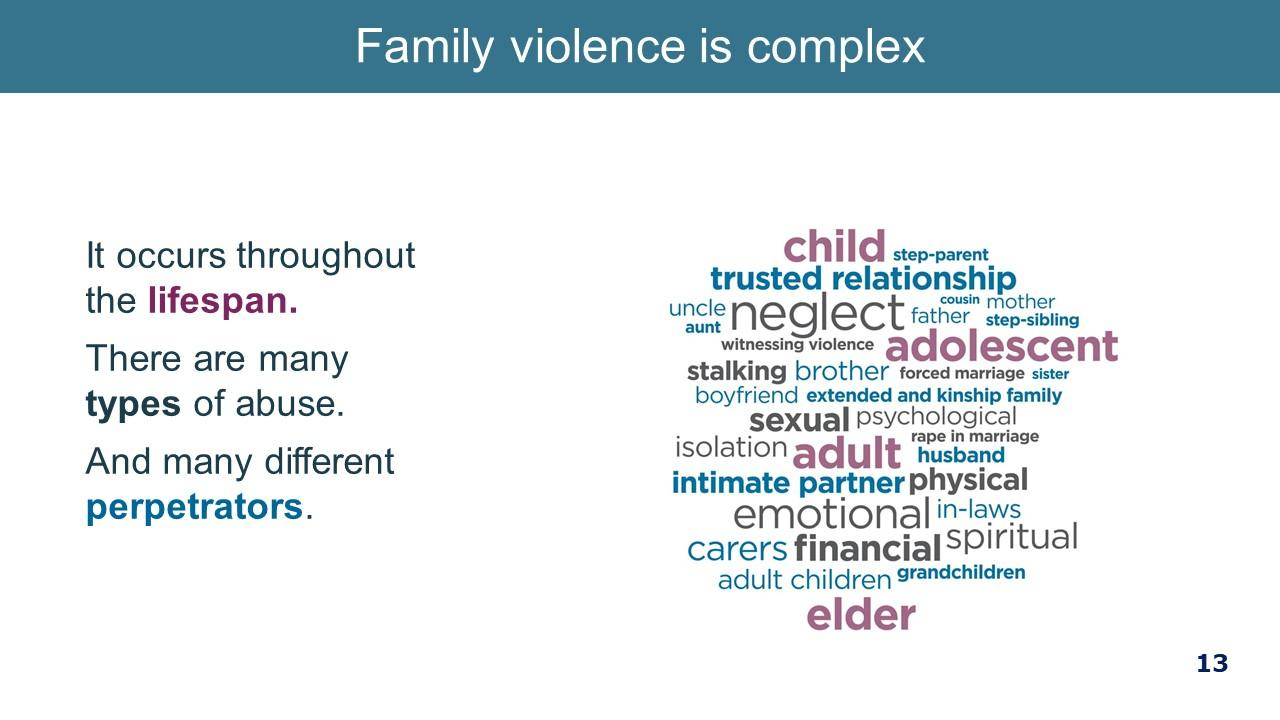 Family violence is complex
It occurs throughout
the lifespan.
There are many
types of abuse.
And many different
perpetrators.
child step-parent
trusted relationship
uncle neglect cousin mother
aunt father step-sibling
witnessing violence adolescent
stalking brother forced marriage sister
boyfriend extended and kinship family
sexual psychological
isolation adult rape in marriage
husband
intimate partner physical
emotional in-laws
carers financial spiritual
adult children grandchildren
elder
13